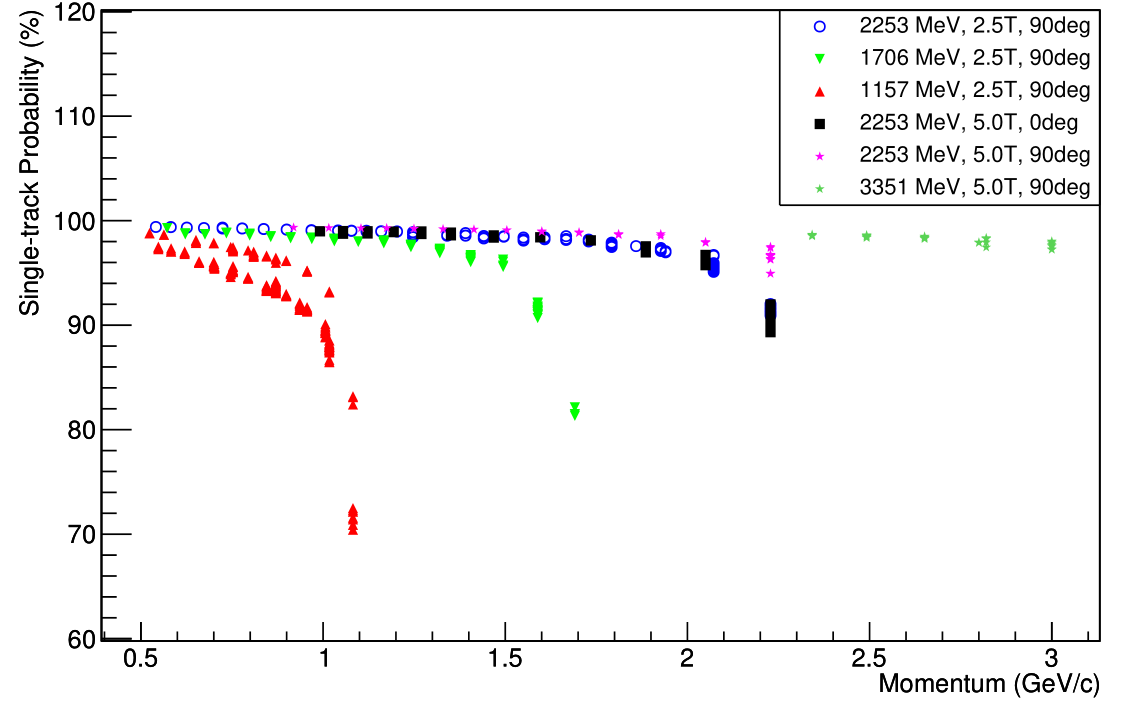 Single-track Probability (%)
120
110
100
90
80
70
60
2253 MeV, 2.5T, 90deg
1706 MeV, 2.5T, 90deg
1157 MeV, 2.5T, 90deg
2253 MeV, 5.0T, 0deg
2253 MeV, 5.0T, 90deg
3351 MeV, 5.0T, 90deg
0.5 1 1.5 2 2.5 3
Momentum (GeV/c)